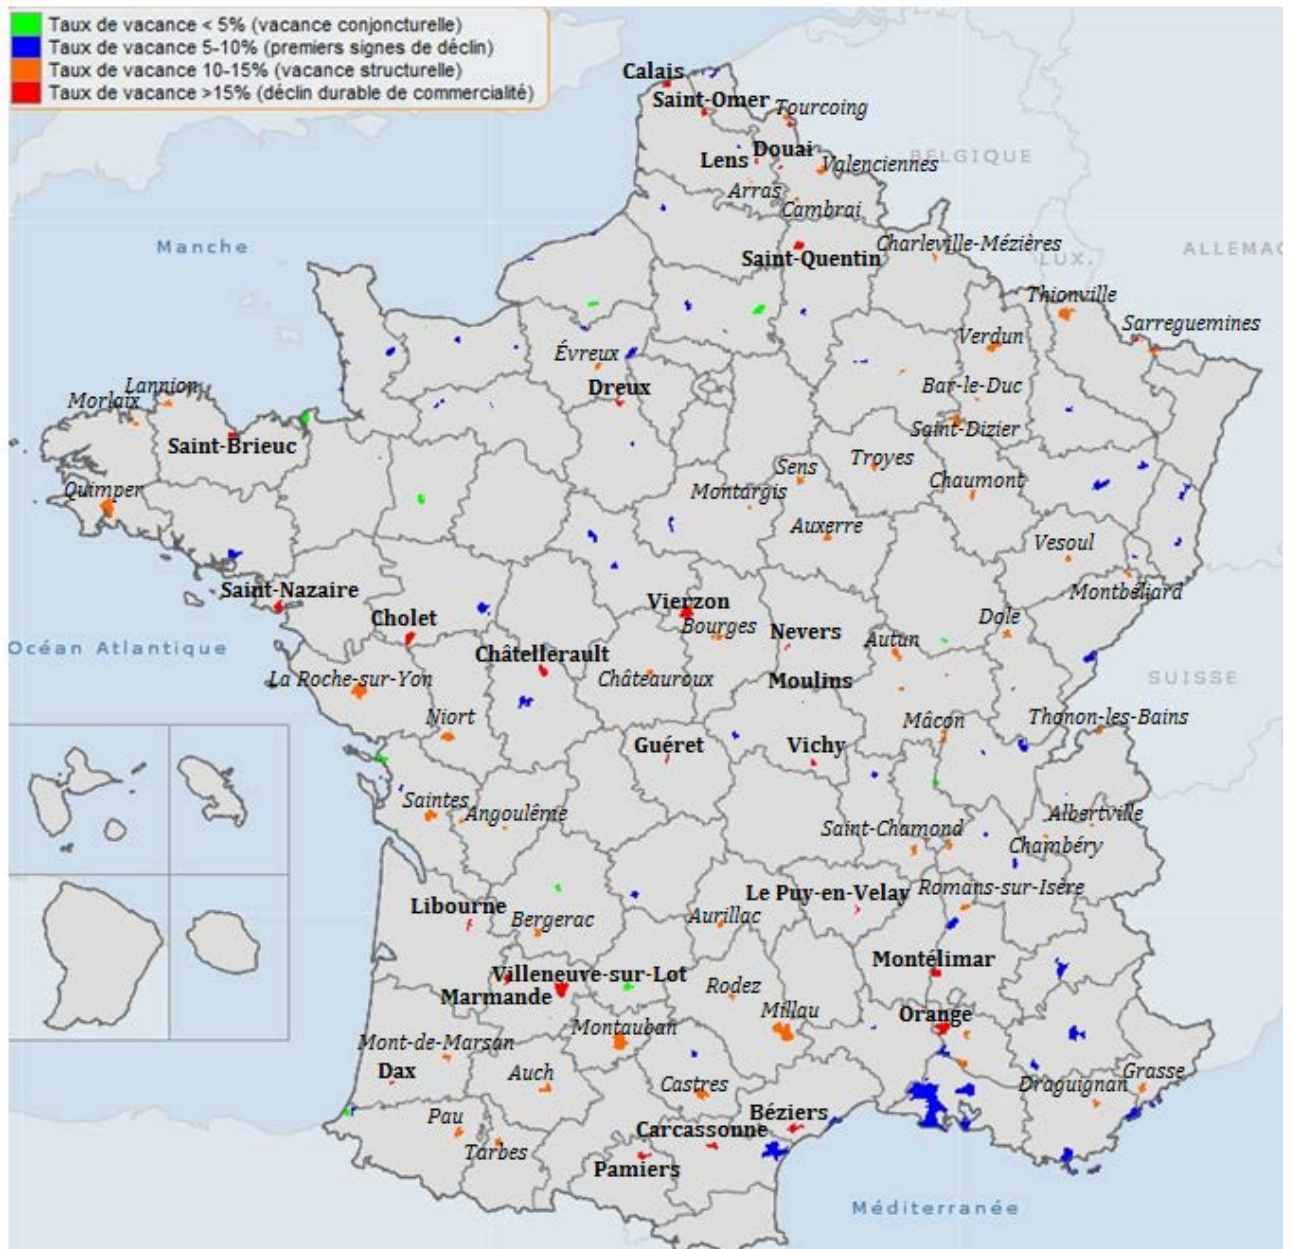 Taux de vacance < 5% (vacance conjoncturelle)
Taux de vacance 5-10% (premiers signes de déclin)
Taux de vacance 10-15% (vacance structurelle)
Taux de vacance >15% (déclin durable de commercialité)
Calais
Saint-Omer
Tourcoing
Douai
Lens
Valenciennes
BELGIQUE
Arras
Cambrai
Manche
Charleville-Mézières
ALLEMAG
Saint-Quentin
LUX.
Thionville
Sarreguemines
Verdun
Évreux
Dreux
Bar-le-Duc
Lannion
Morlaix
Saint-Dizier
Saint-Brieuc
Troyes
Sens
Chaumont
Quimper
Montargis
Auxerre
Vesoul
Saint-Nazaire
Montbéliard
Vierzon
Cholet
Bourges
Nevers
Dole
Autun
Océan Atlantique
Châtellerault
SUISSE
La Roche-sur-Yon
Châteauroux
Moulins
Niort
Mâcon
Thonon-les-Bains
Guéret
Vichy
Saintes
Angoulême
Albertville
Saint-Chamond
Chambéry
Le Puy-en-Velay
Romans-sur-Isère
Libourne
Bergerac
Aurillac
Montélimar
Villeneuve-sur-Lot
Marmande
Rodez
Millau
Orange
Montauban
Mont-de-Marsan
Dax
Auch
Castres
Draguignan
Grasse
Pau
Béziers
Carcassonne
Tarbes
Pamiers
Méditerranée